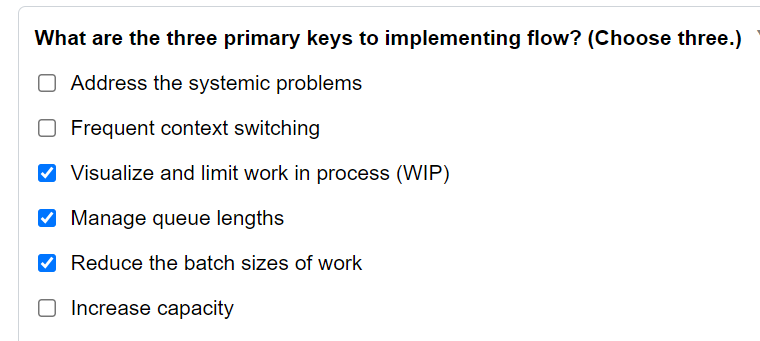 What are the three primary keys to implementing flow? (Choose three.)
Address the systemic problems
Frequent context switching
Visualize and limit work in process (WIP)
Manage queue lengths
Reduce the batch sizes of work
Increase capacity